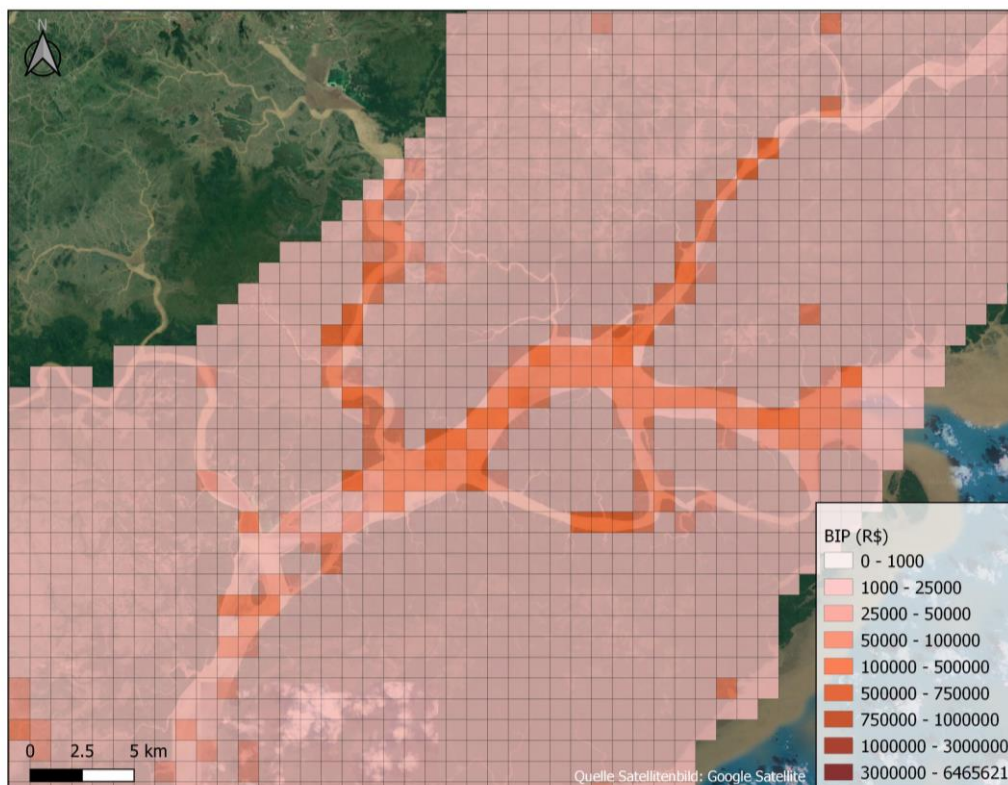 N
BIP (R$)
0 - 1000
1000 - 25000
25000 - 50000
50000 - 100000
100000 - 500000
500000 - 750000
750000 - 1000000
1000000 - 3000000
3000000 - 6465621
0 2.5 5 km
Quelle Satellitenbild: Google Satellite